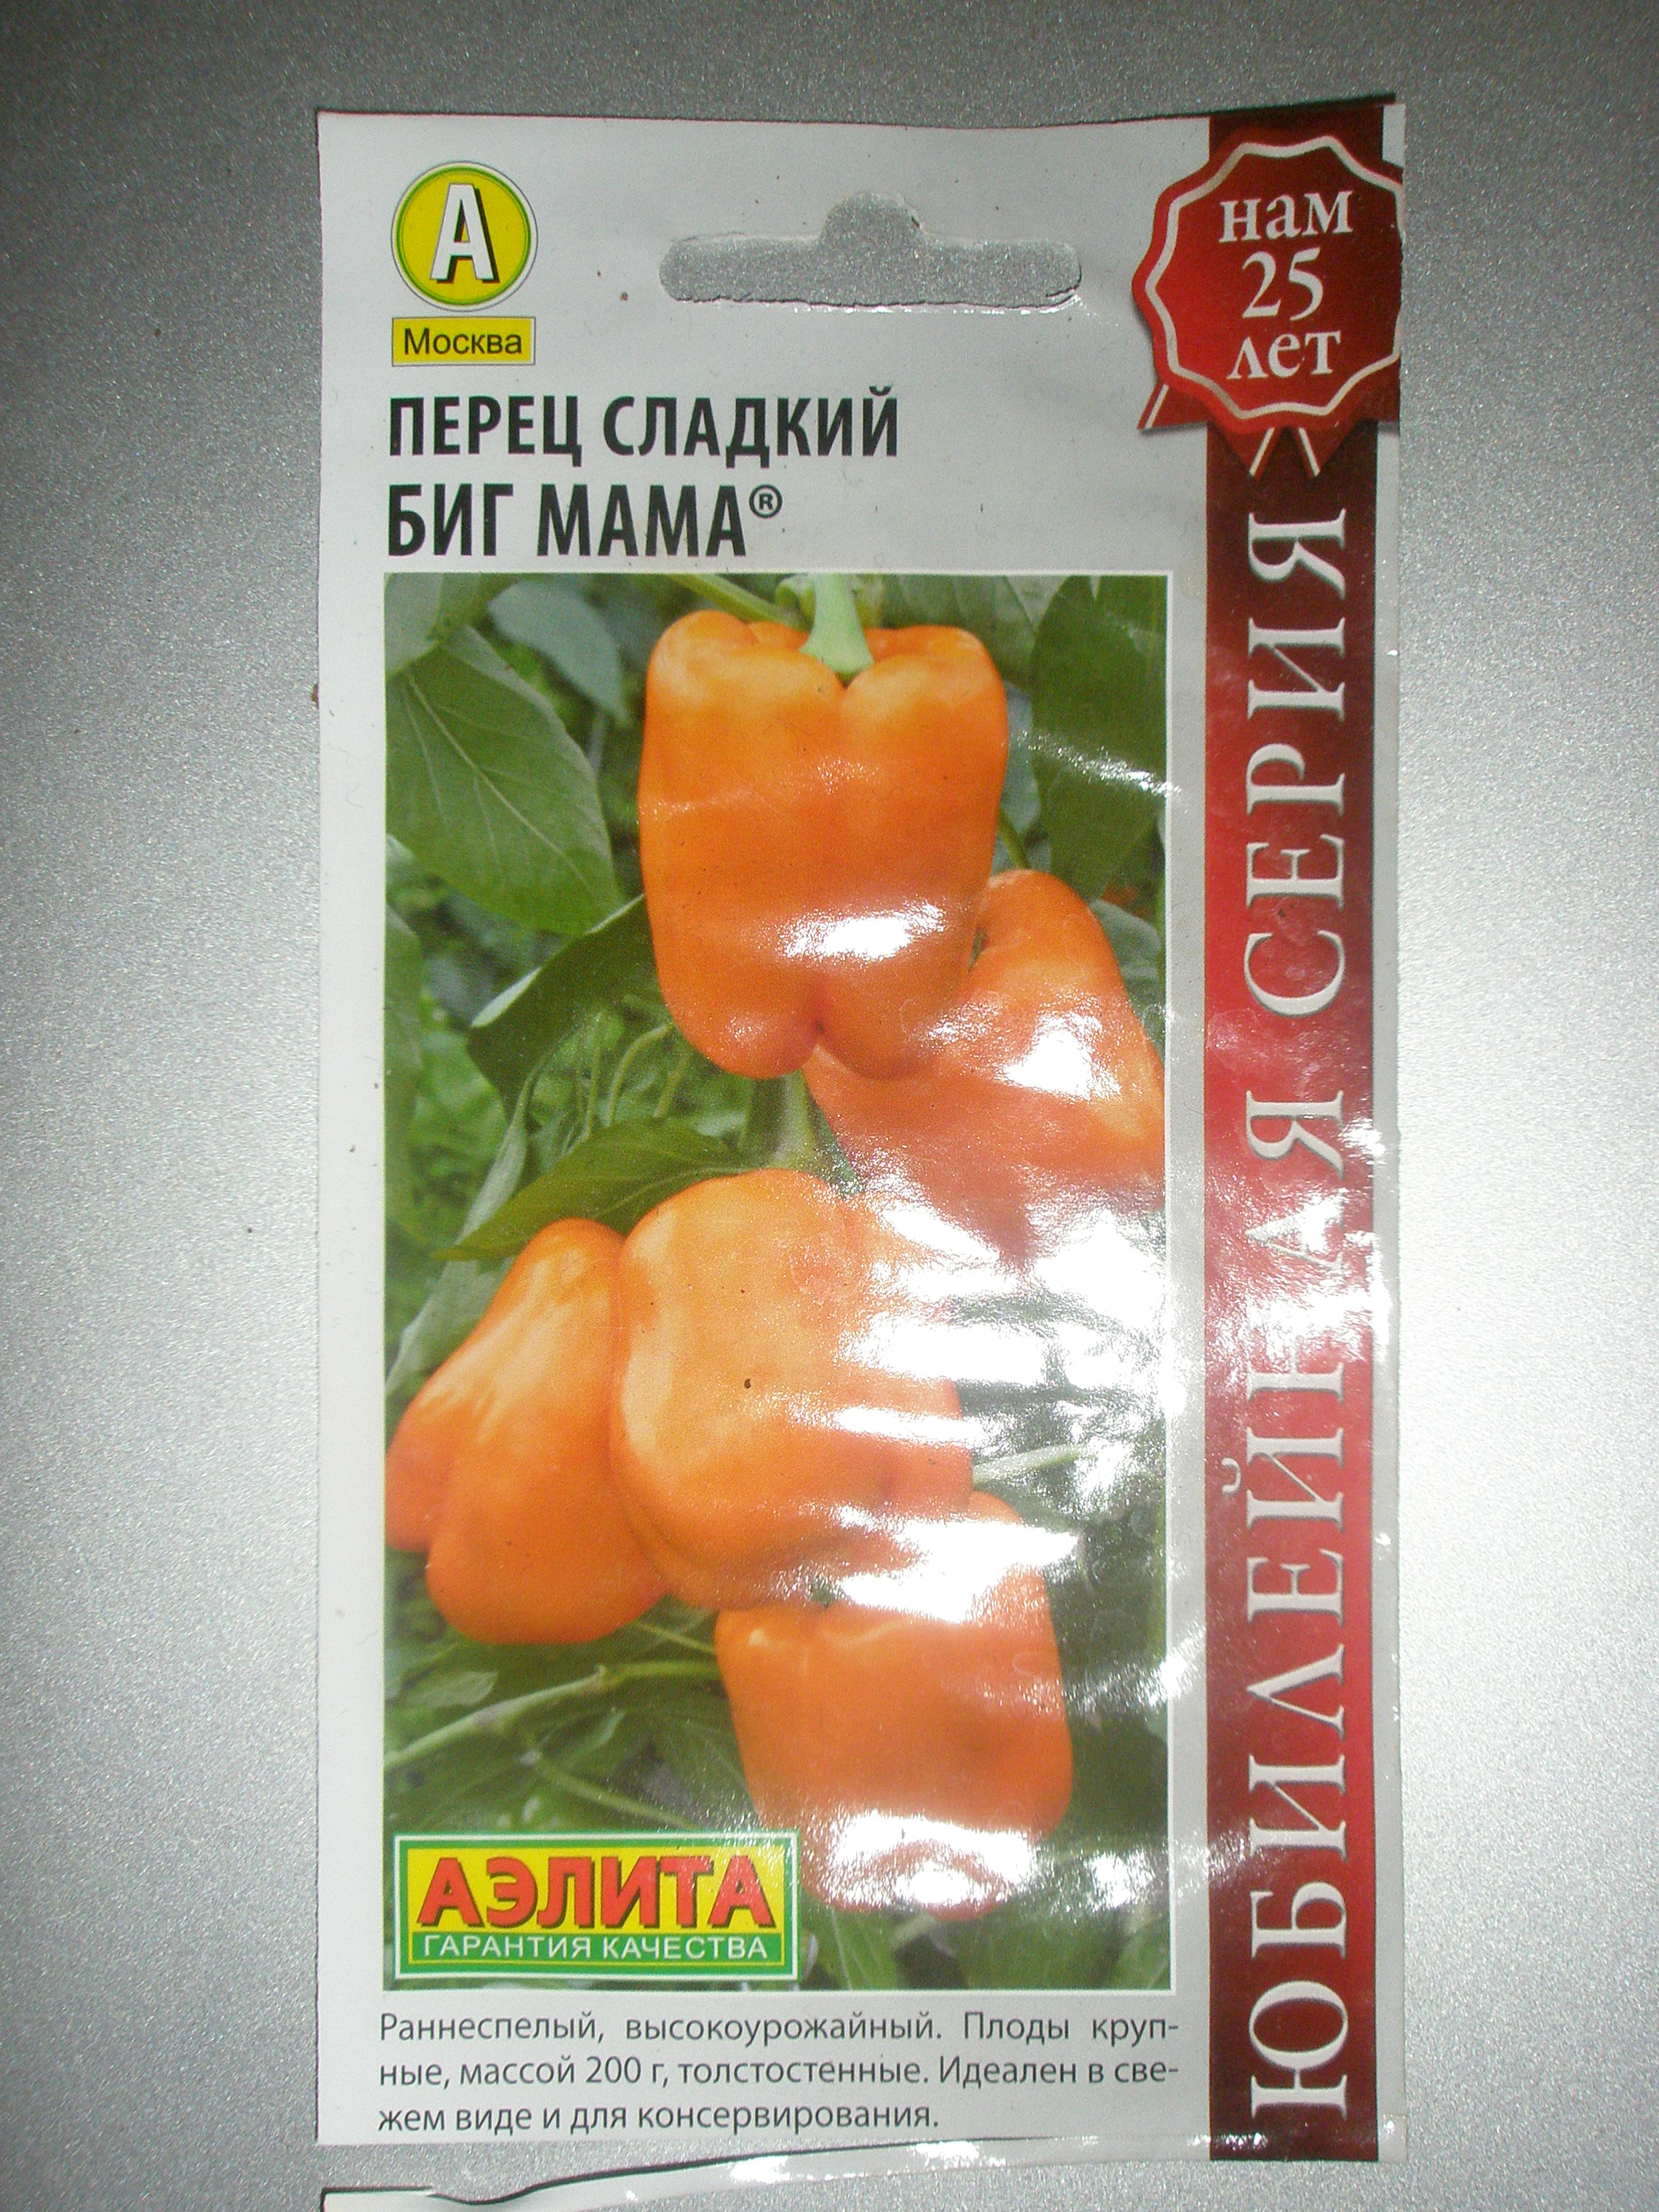 А
Москва
нам
25
лет
ПЕРЕЦ СЛАДКИЙ
БИГ МАМА®
ЮБИЛЕЙНАЯ СЕРИЯ
АЭЛИТА
ГАРАНТИЯ КАЧЕСТВА
Раннеспелый, высокоурожайный. Плоды круп-
ные, массой 200 г, толстостенные. Идеален в све-
жем виде и для консервирования.